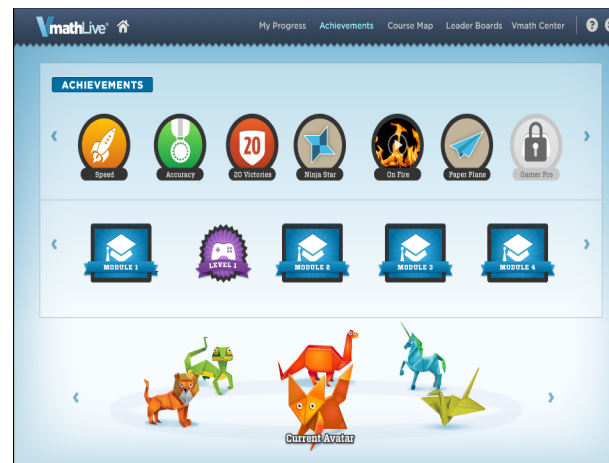 VmathLive®
My Progress Achievements Course Map Leader Boards Vmath Center ?
ACHIEVEMENTS
20
Speed Accuracy 20 Victories Ninja Star On Fire Paper Plane Gamer Pro
MODULE 1 LEVEL 1 MODULE 2 MODULE 3 MODULE 4
Current Avatar